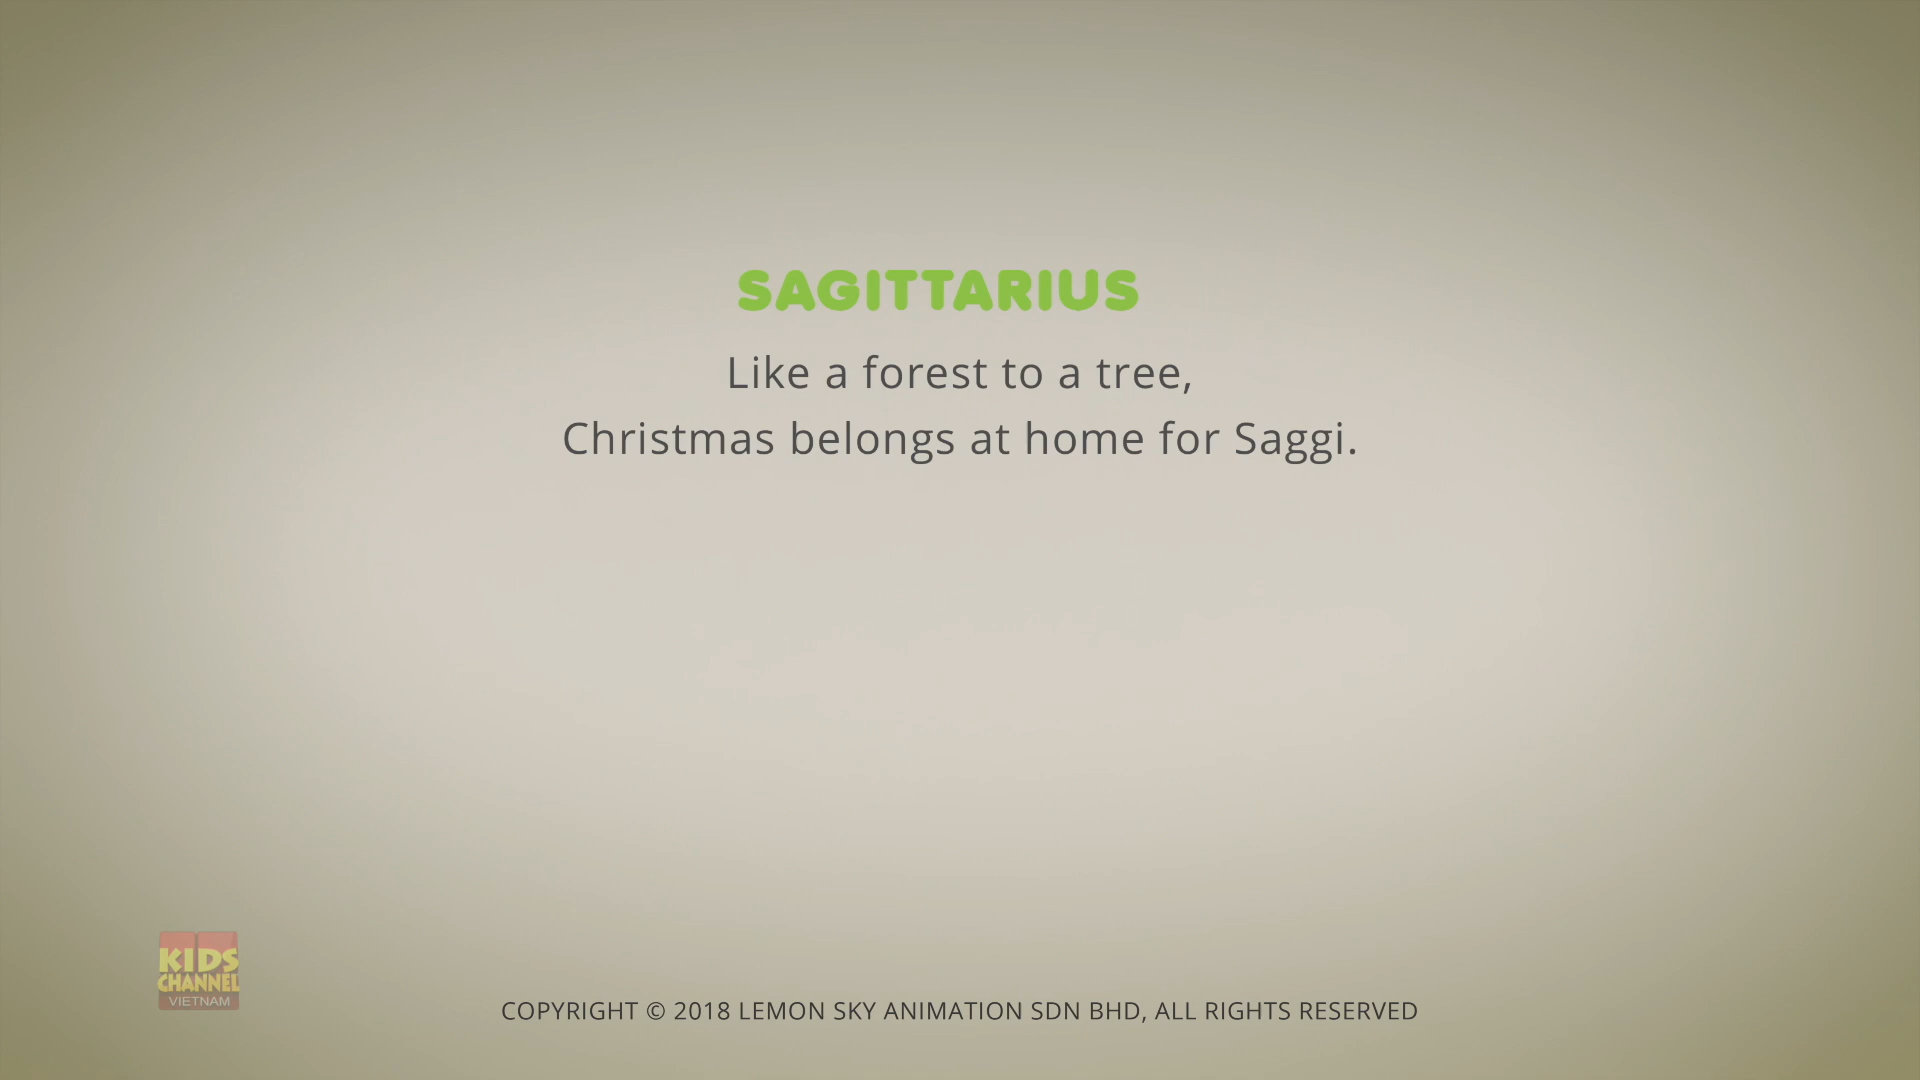 SAGITTARIUS
Like a forest to a tree,
Christmas belongs at home for Saggi.
KIDS
CHANNEL
VIETNAM
COPYRIGHT © 2018 LEMON SKY ANIMATION SDN BHD, ALL RIGHTS RESERVED